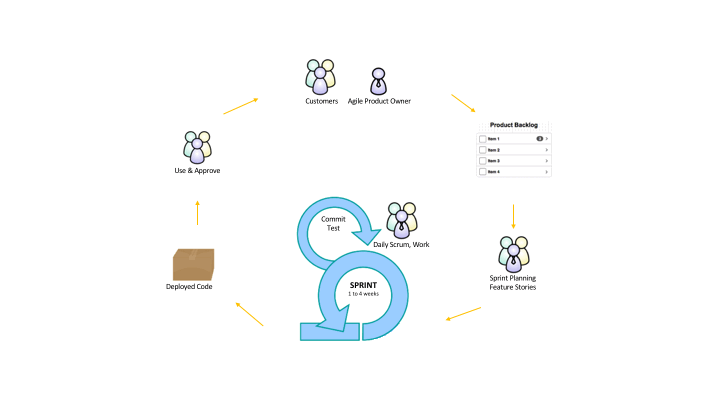 Customers
Agile Product Owner
Product Backlog
Item 1
Item 2
Item 3
Item 4
Use & Approve
Commit
Test
Daily Scrum, Work
Sprint Planning
Feature Stories
SPRINT
1 to 4 weeks
Deployed Code